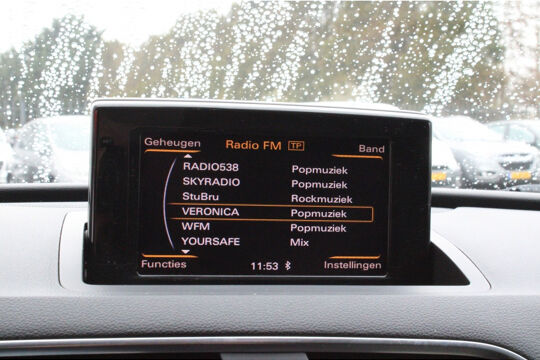 Geheugen Radio FM TP Band
RADIO538 Popmuziek
SKYRADIO Popmuziek
StuBru Rockmuziek
VERONICA Popmuziek
WFM Popmuziek
YOURSAFE Mix
Functies 11:53 Instellingen